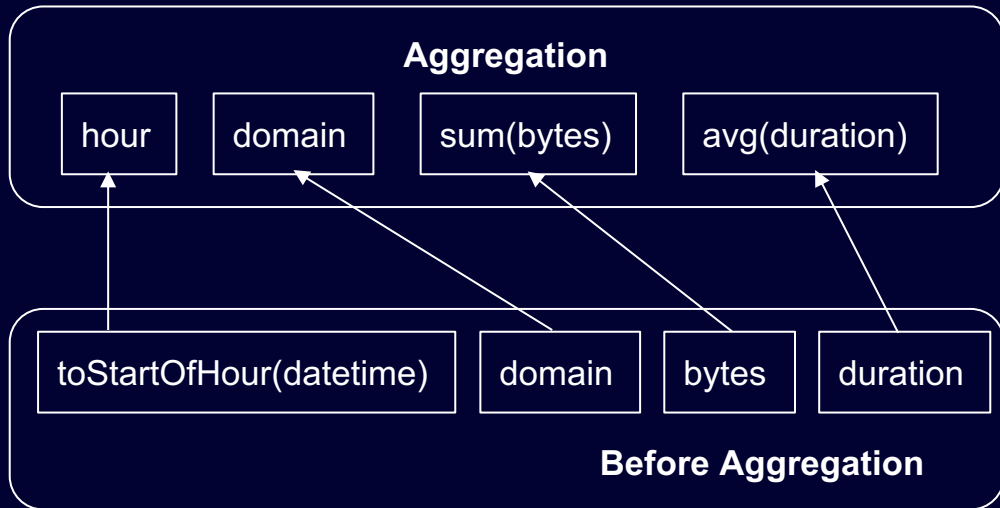 Aggregation
hour domain sum(bytes) avg(duration)
toStartOfHour(datetime) domain bytes duration
Before Aggregation